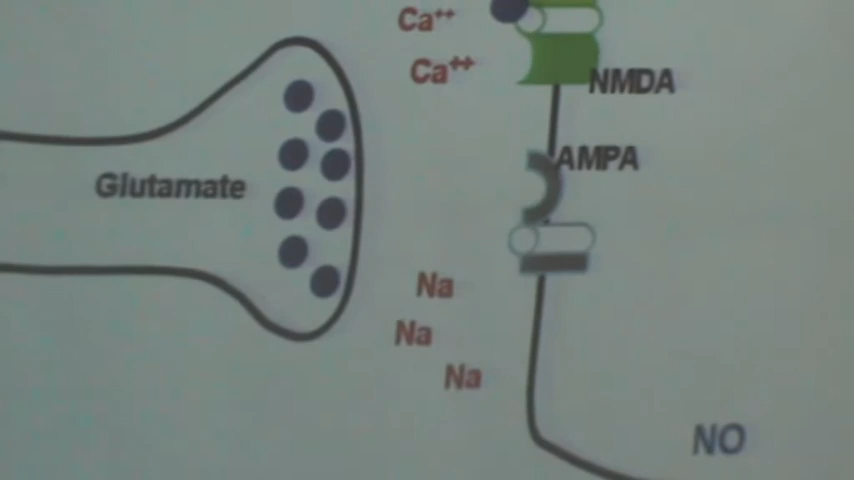 Ca++
Ca++
NMDA
AMPA
Glutamate
Na
Na
Na
NO